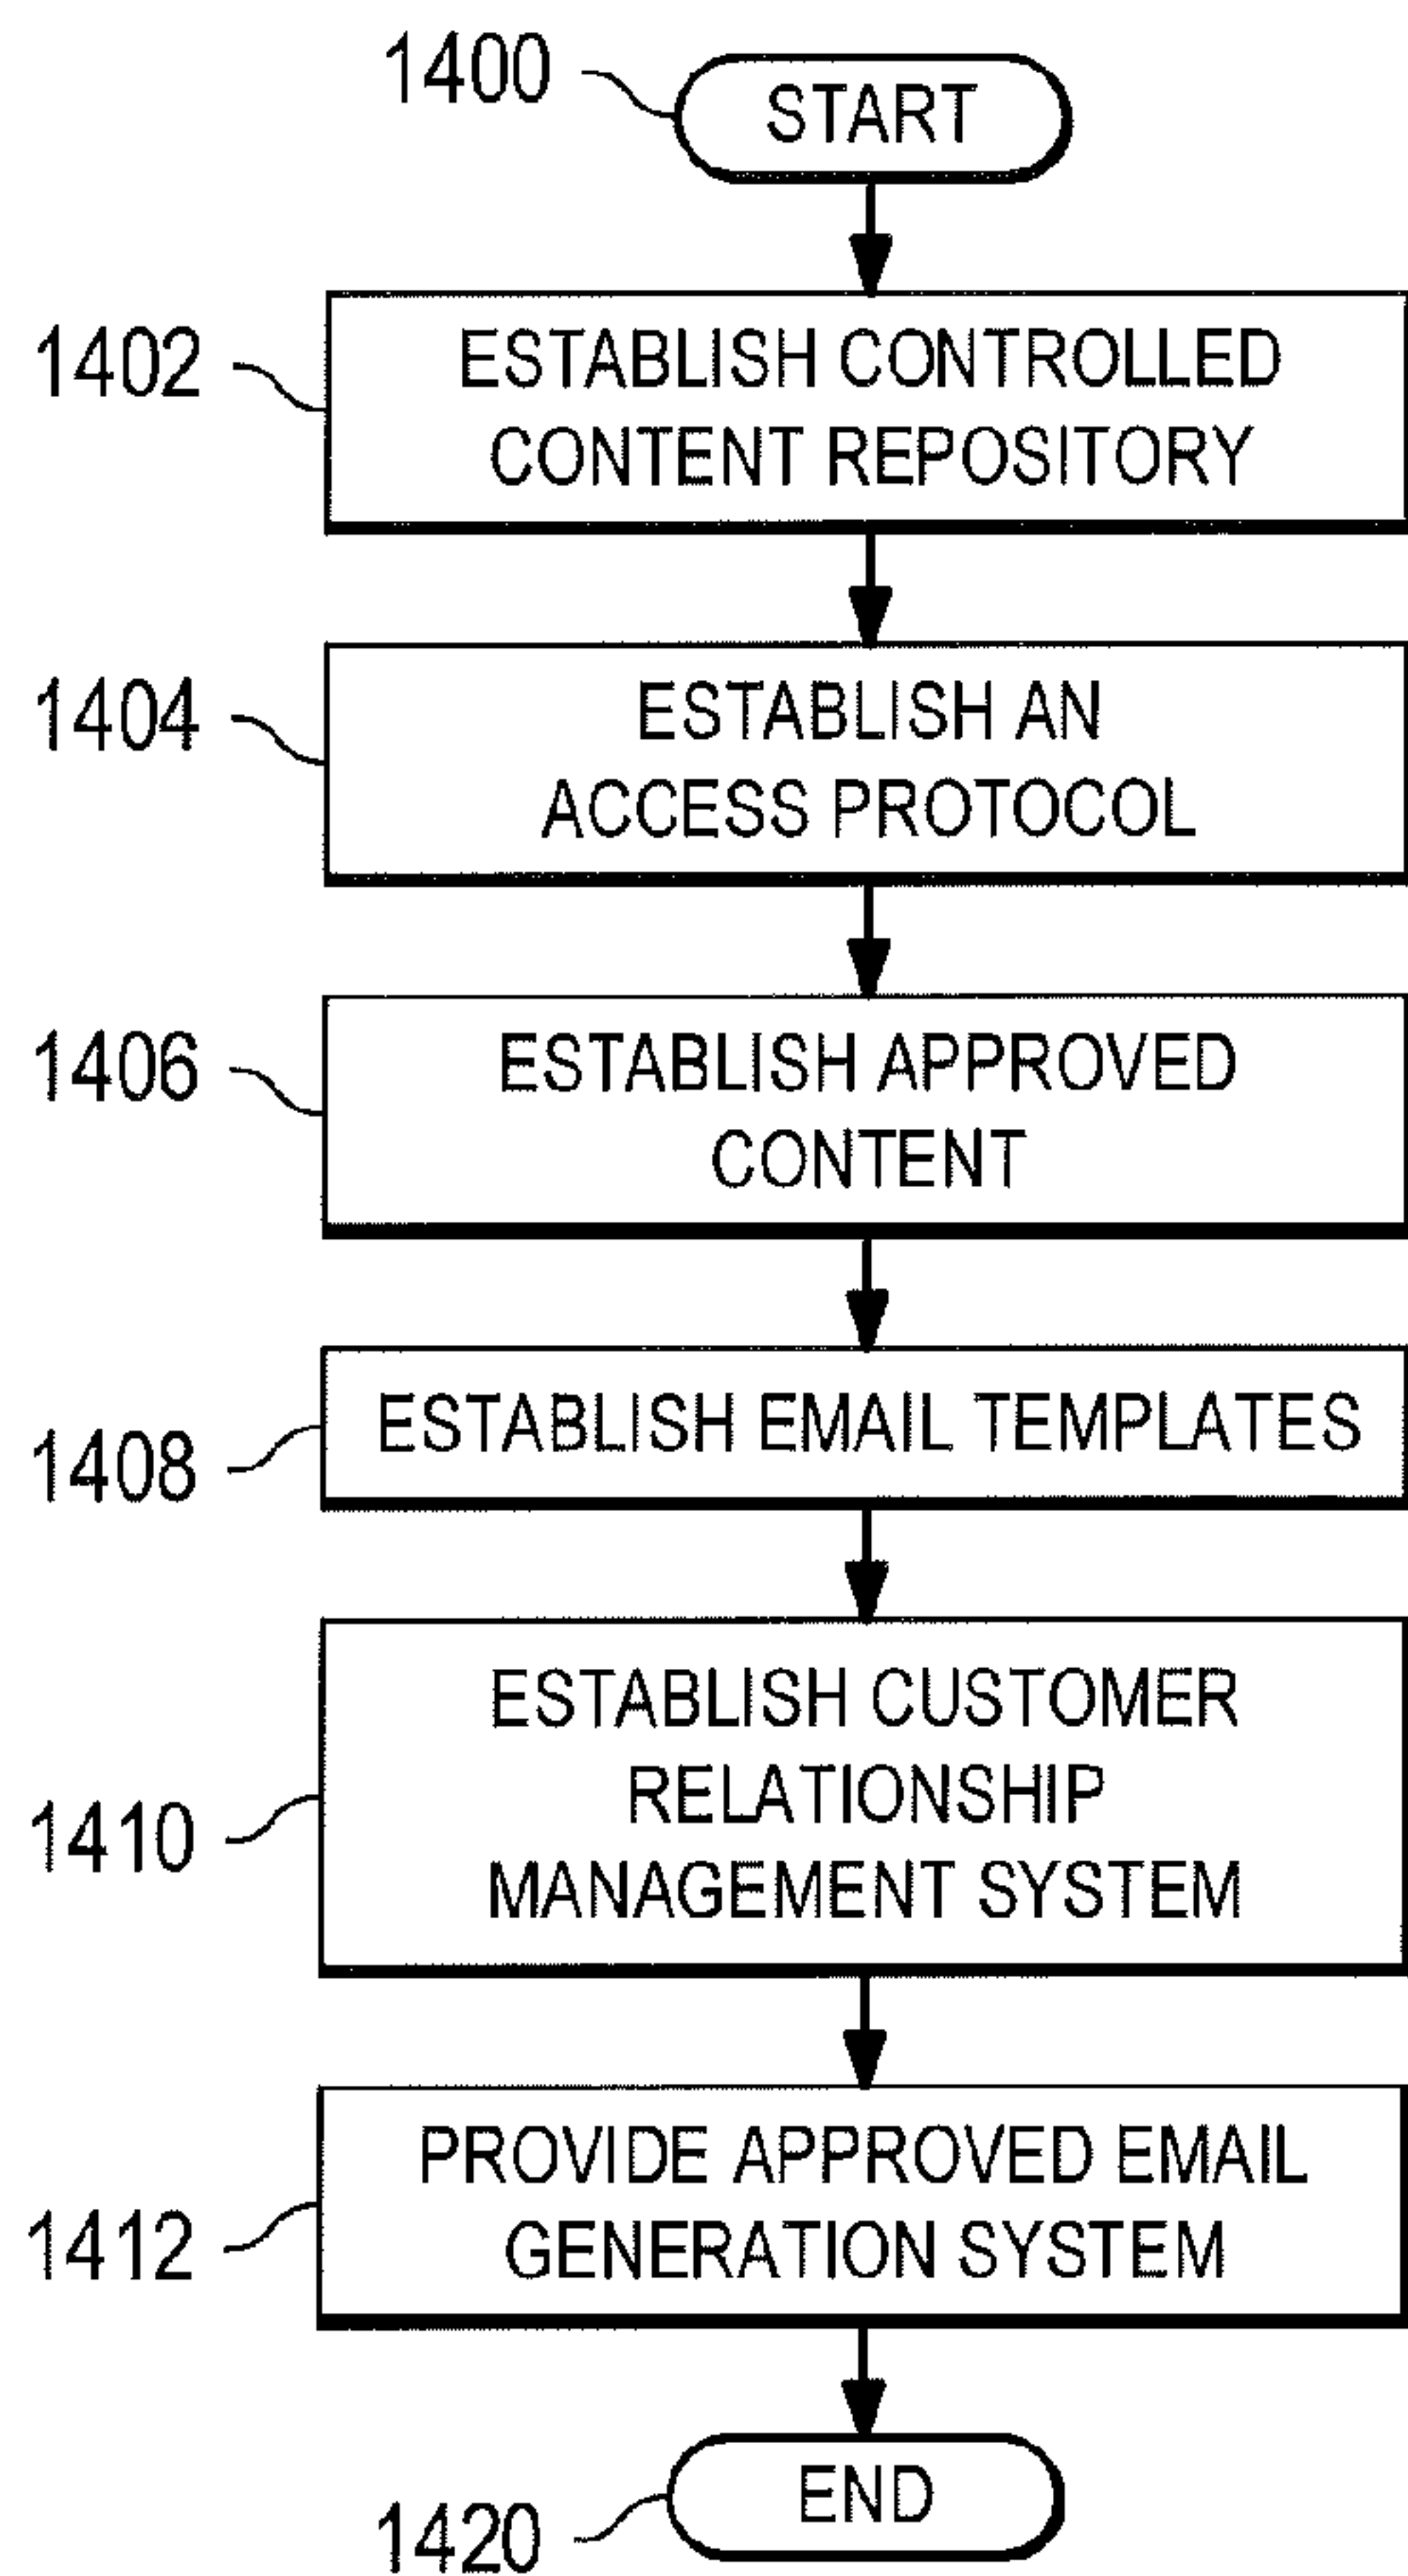 1400
START
1402
ESTABLISH CONTROLLED
CONTENT REPOSITORY
1404
ESTABLISH AN
ACCESS PROTOCOL
1406
ESTABLISH APPROVED
CONTENT
1408
ESTABLISH EMAIL TEMPLATES
1410
ESTABLISH CUSTOMER
RELATIONSHIP
MANAGEMENT SYSTEM
1412
PROVIDE APPROVED EMAIL
GENERATION SYSTEM
1420
END